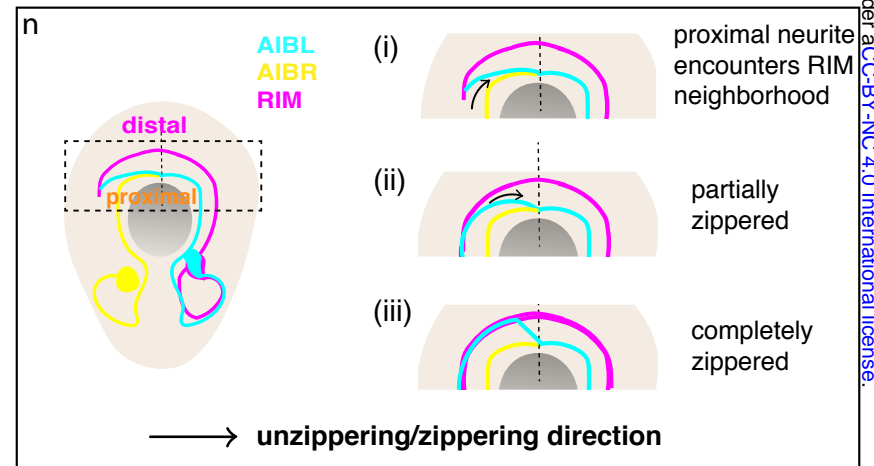 n
AIBL
AIBR
RIM
distal
proximal
(i)
proximal neurite
encounters RIM
neighborhood
(ii)
partially
zippered
(iii)
completely
zippered
unzippering/zippering direction
CC-BY-NC 4.0 International license.